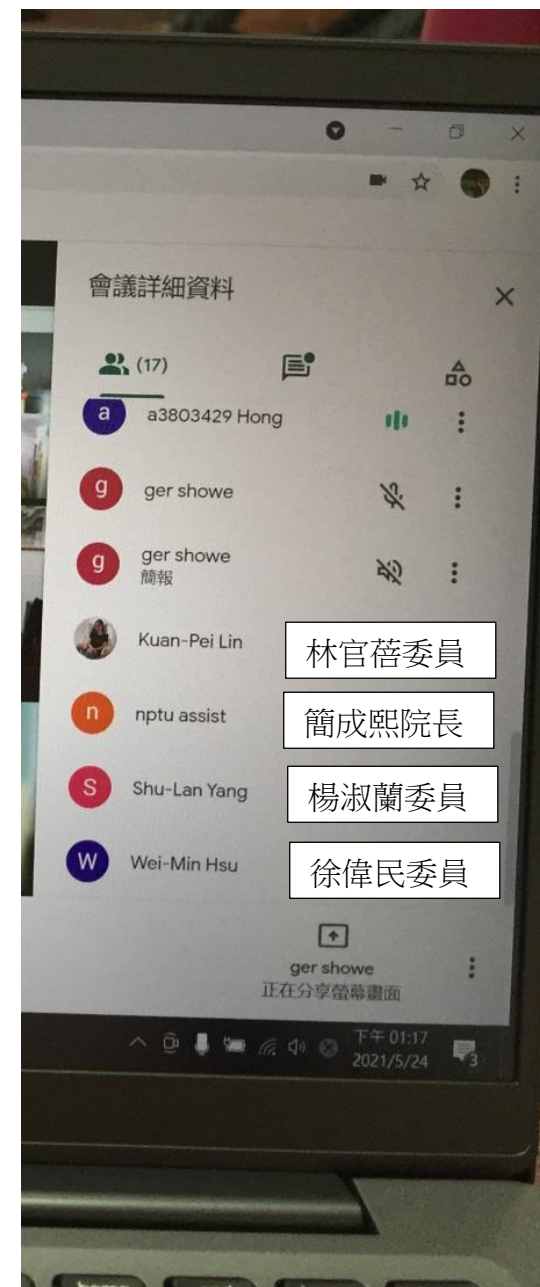 會議詳細資料
(17)
a
a3803429 Hong
g
ger showe
g
ger showe
簡報
Kuan-Pei Lin
林官蓓委員
n
nptu assist
簡成熙院長
S
Shu-Lan Yang
楊淑蘭委員
W
Wei-Min Hsu
徐偉民委員
ger showe
正在分享螢幕畫面
下午 01:17
2021/5/24
3